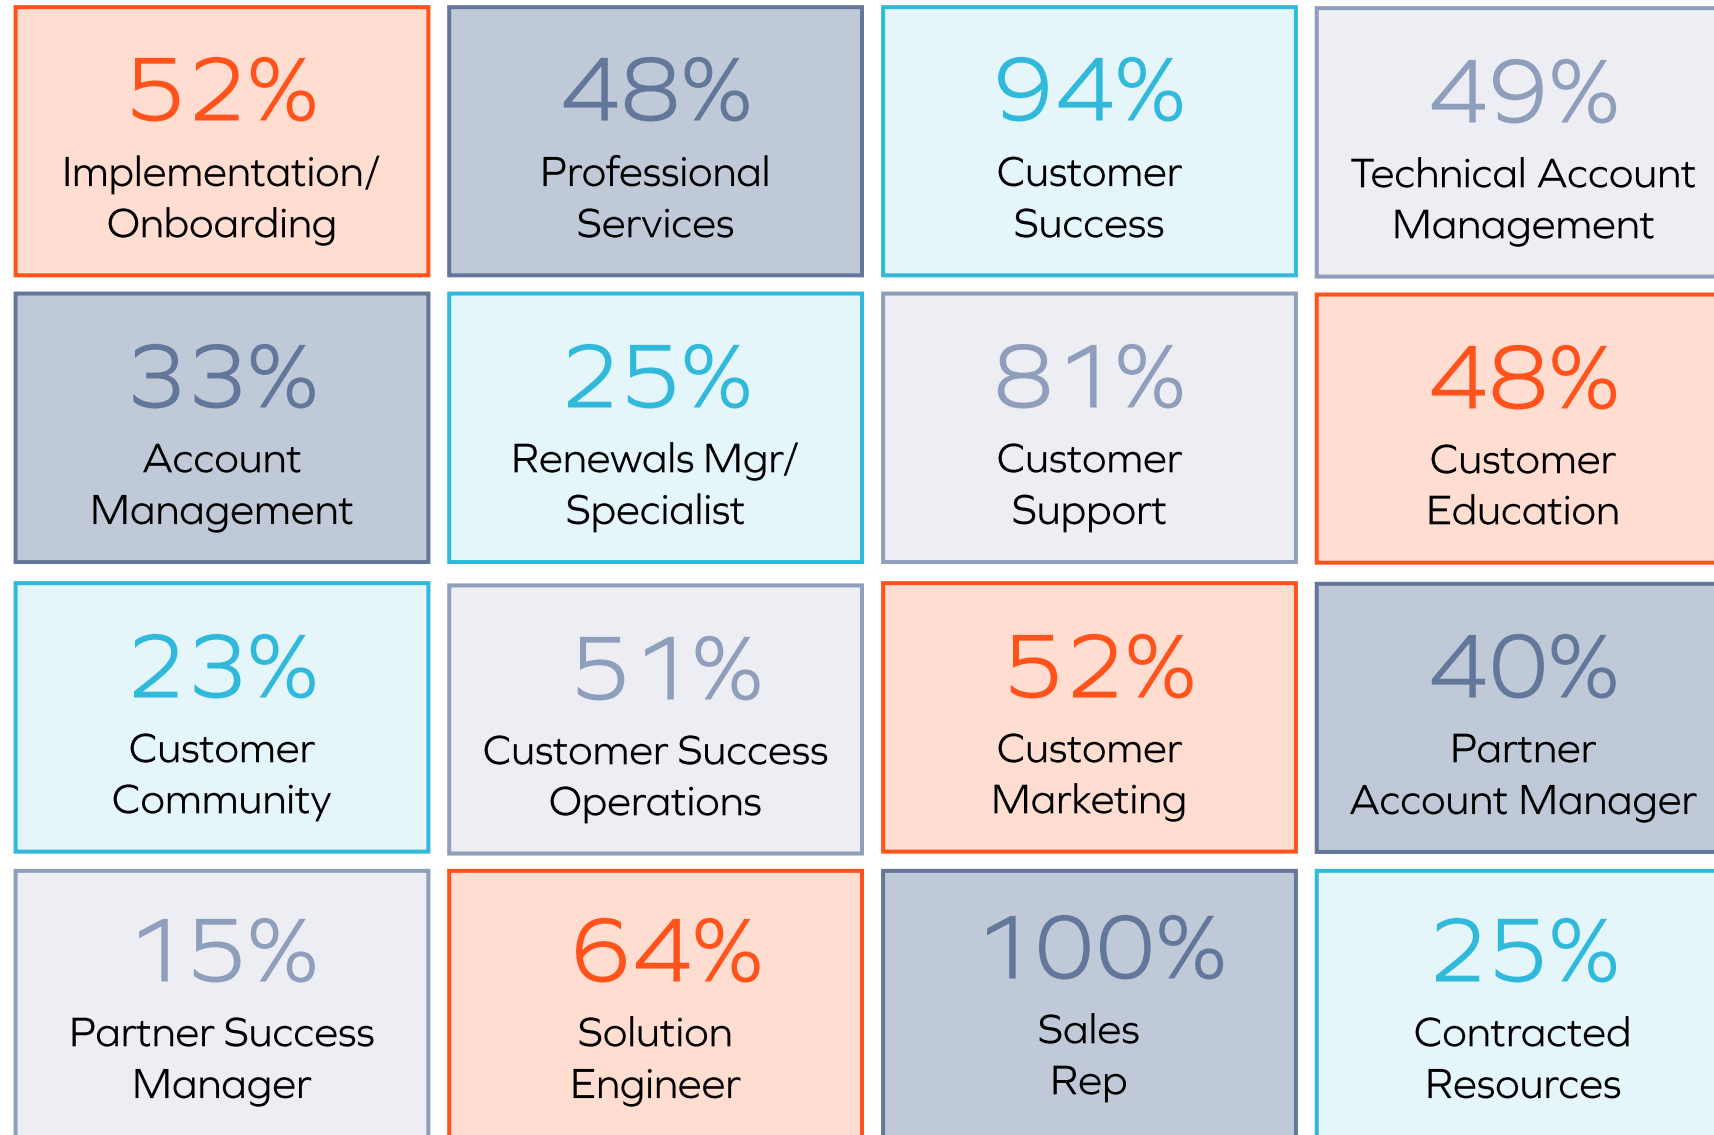 52%
Implementation/
Onboarding
48%
Professional
Services
94%
Customer
Success
49%
Technical Account
Management
33%
Account
Management
25%
Renewals Mgr/
Specialist
81%
Customer
Support
48%
Customer
Education
23%
Customer
Community
51%
Customer Success
Operations
52%
Customer
Marketing
40%
Partner
Account Manager
15%
Partner Success
Manager
64%
Solution
Engineer
100%
Sales
Rep
25%
Contracted
Resources